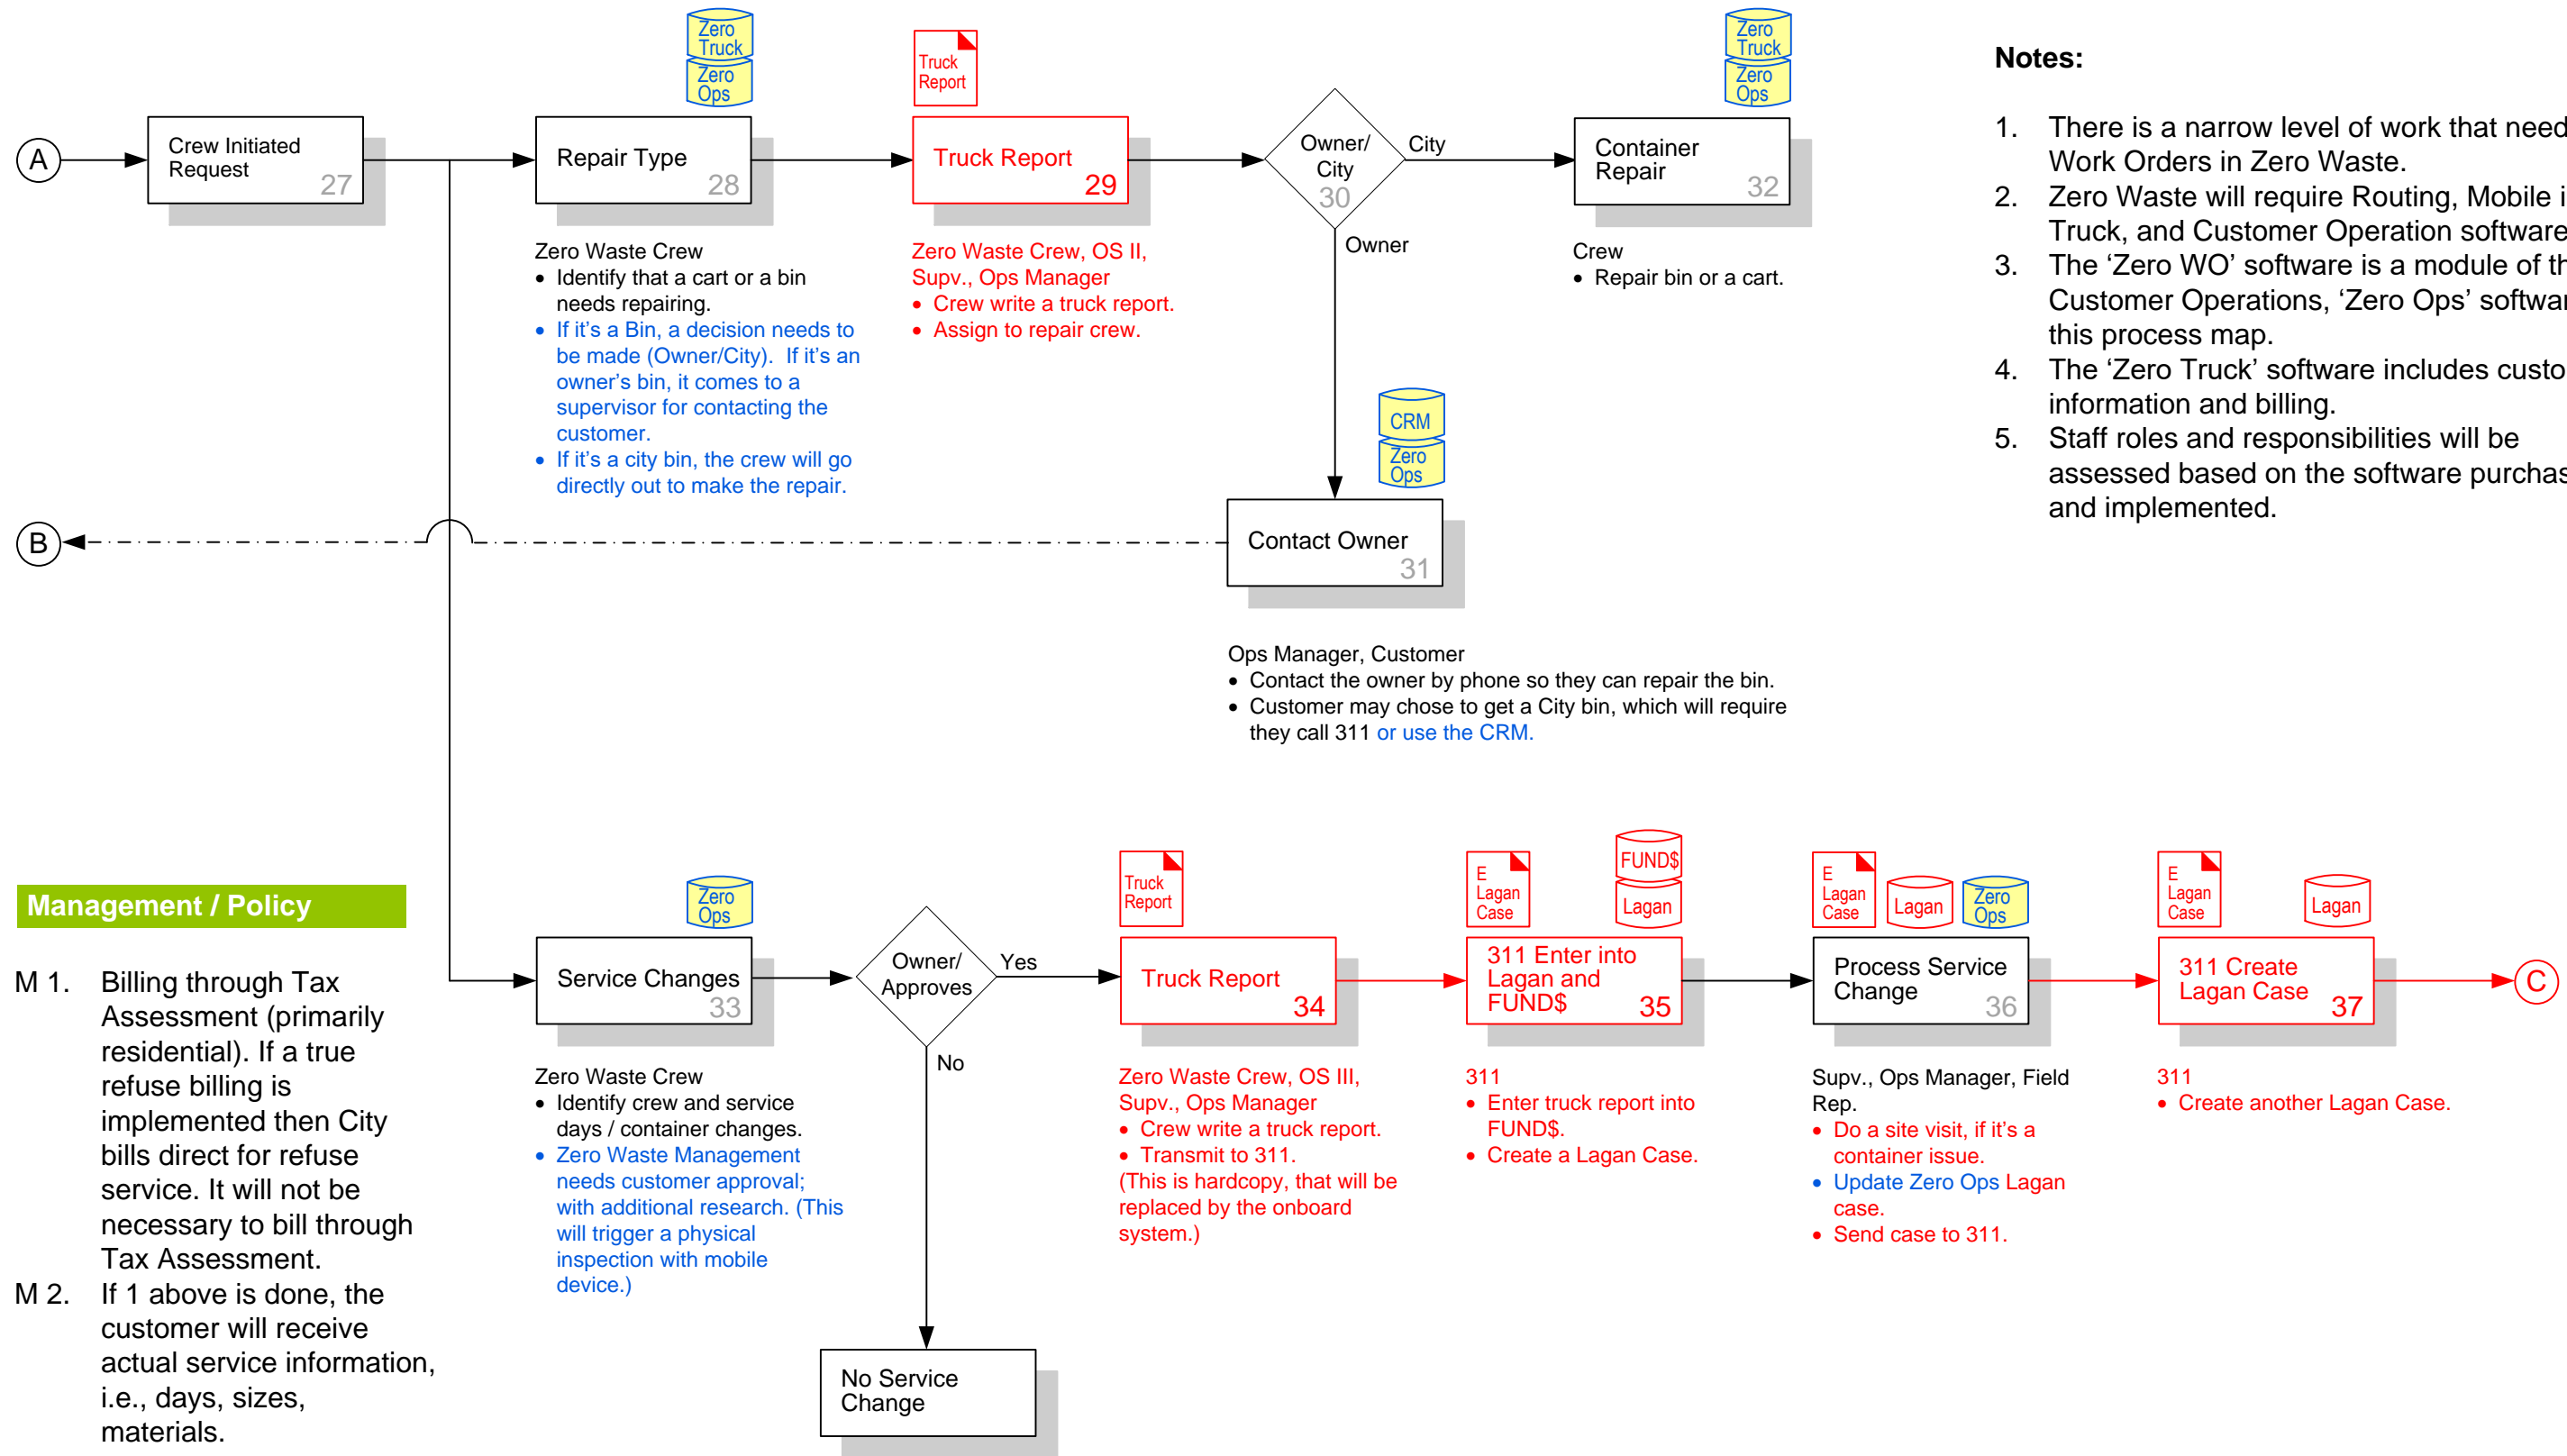 Zero
Truck
Zero
Ops
Truck
Report
Zero
Truck
Zero
Ops
A
Crew Initiated
Request
27
Repair Type
28
Truck Report
29
Owner/
City
30
City
Owner
Container
Repair
32
Zero Waste Crew
• Identify that a cart or a bin
needs repairing.
• If it's a Bin, a decision needs to
be made (Owner/City). If it's an
owner's bin, it comes to a
supervisor for contacting the
customer.
• If it's a city bin, the crew will go
directly out to make the repair.
Zero Waste Crew, OS II,
Supv., Ops Manager
• Crew write a truck report.
• Assign to repair crew.
Crew
• Repair bin or a cart.
Notes:
1. There is a narrow level of work that need
Work Orders in Zero Waste.
2. Zero Waste will require Routing, Mobile i
Truck, and Customer Operation software
3. The ‘Zero WO’ software is a module of th
Customer Operations, ‘Zero Ops’ softwar
this process map.
4. The ‘Zero Truck’ software includes custo
information and billing.
5. Staff roles and responsibilities will be
assessed based on the software purchas
and implemented.
CRM
Zero
Ops
B
Contact Owner
31
Ops Manager, Customer
• Contact the owner by phone so they can repair the bin.
• Customer may chose to get a City bin, which will require
they call 311 or use the CRM.
Management / Policy
M 1. Billing through Tax
Assessment (primarily
residential). If a true
refuse billing is
implemented then City
bills direct for refuse
service. It will not be
necessary to bill through
Tax Assessment.
M 2. If 1 above is done, the
customer will receive
actual service information,
i.e., days, sizes,
materials.
Zero
Ops
Service Changes
33
Owner/
Approves
Yes
No
Truck
Report
Truck Report
34
E
Lagan
Case
FUND$
Lagan
311 Enter into
Lagan and
FUND$
35
E
Lagan
Case
Lagan
Zero
Ops
Process Service
Change
36
E
Lagan
Case
Lagan
311 Create
Lagan Case
37
C
Zero Waste Crew
• Identify crew and service
days / container changes.
• Zero Waste Management
needs customer approval;
with additional research. (This
will trigger a physical
inspection with mobile
device.)
Zero Waste Crew, OS III,
Supv., Ops Manager
• Crew write a truck report.
• Transmit to 311.
(This is hardcopy, that will be
replaced by the onboard
system.)
311
• Enter truck report into
FUND$.
• Create a Lagan Case.
Supv., Ops Manager, Field
Rep.
• Do a site visit, if it's a
container issue.
• Update Zero Ops Lagan
case.
• Send case to 311.
311
• Create another Lagan Case.
No Service
Change